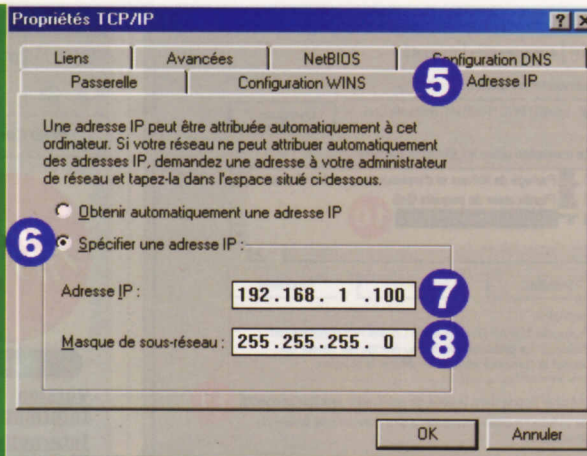 Propriétés TCP/IP
Liens
Avancées
NetBIOS
Configuration DNS
Passerelle
Configuration WINS
5
Adresse IP
Une adresse IP peut être attribuée automatiquement à cet
ordinateur. Si votre réseau ne peut attribuer automatiquement
des adresses IP, demandez une adresse à votre administrateur
de réseau et tapez-la dans l'espace situé ci-dessous.
Obtenir automatiquement une adresse IP
6
Spécifier une adresse IP :
Adresse IP :
192.168. 1 .100
7
Masque de sous-réseau :
255.255.255. 0
8
OK
Annuler